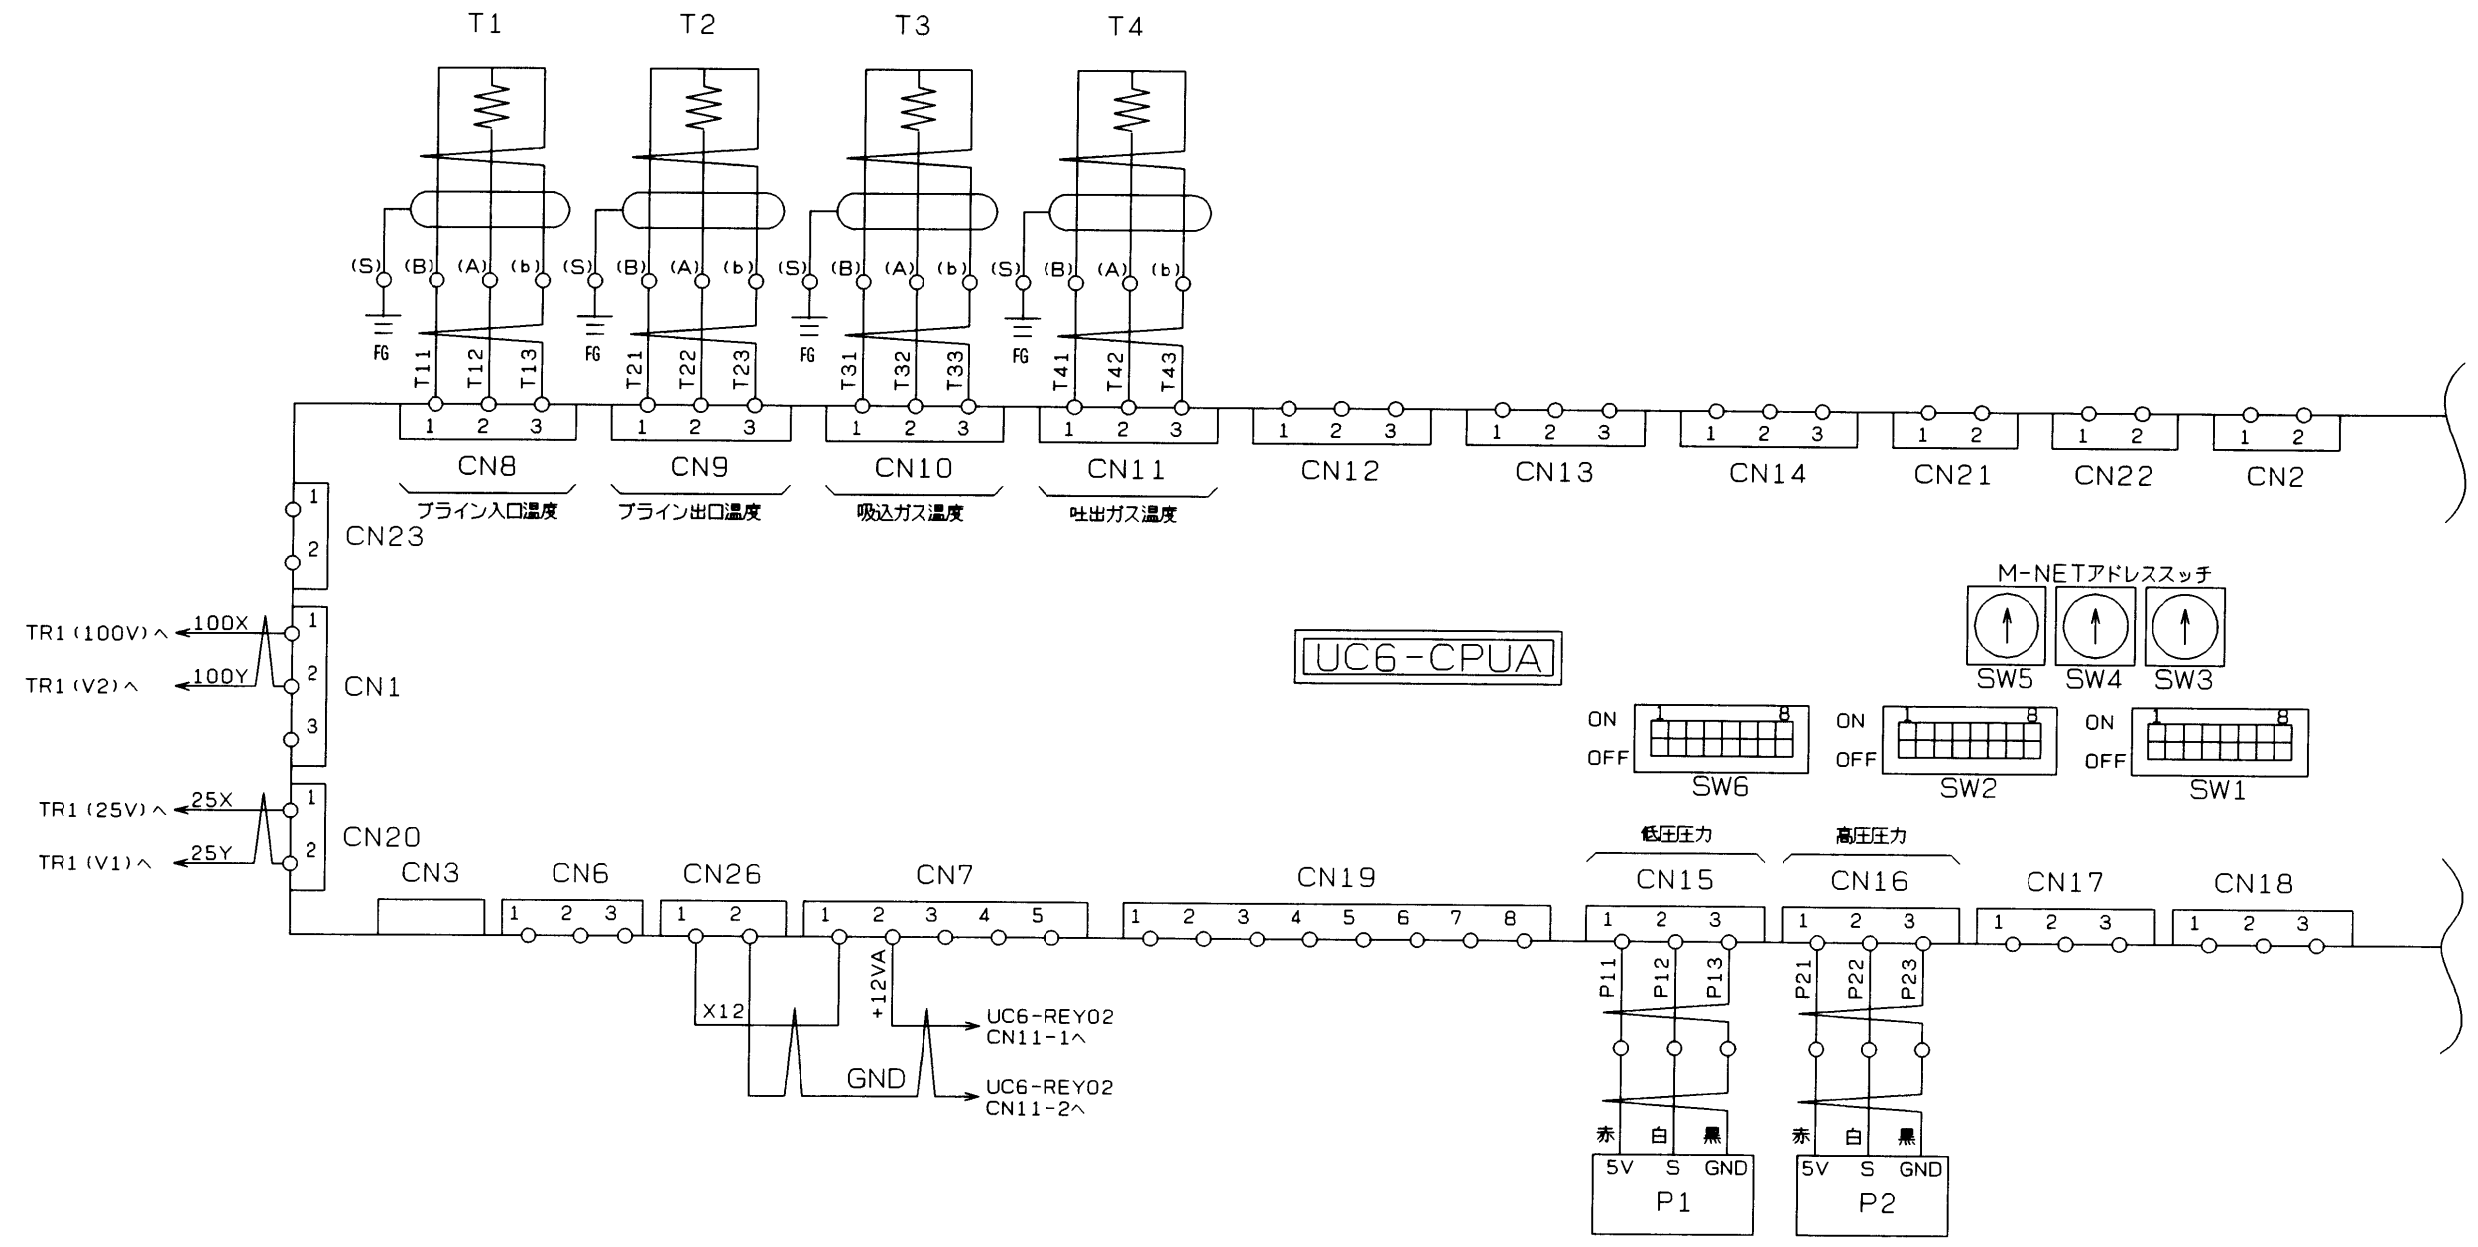 T1 T2 T3 T4
(S) (B) (A) (b) (S) (B) (A) (b) (S) (B) (A) (b) (S) (B) (A) (b)
FG FG FG FG
T11 T12 T13 T21 T22 T23 T31 T32 T33 T41 T42 T43
1 2 3 1 2 3 1 2 3 1 2 3 1 2 3 1 2 3 1 2 3 1 2 1 2 1 2
CN8 CN9 CN10 CN11 CN12 CN13 CN14 CN21 CN22 CN2
ブライン入口温度 ブライン出口温度 吸込ガス温度 吐出ガス温度
1
2
CN23
M-NETアドレススッチ
SW5 SW4 SW3
TR1(100V)へ 100X 1
TR1(V2)へ 100Y 2 CN1
3
UC6-CPUA
ON 1 8 ON 1 8 ON 1 8
OFF OFF OFF
SW6 SW2 SW1
TR1(25V)へ 25X 1
CN20
TR1(V1)へ 25Y 2
低圧圧力 高圧圧力
CN3 CN6 CN26 CN7 CN19 CN15 CN16 CN17 CN18
1 2 3 1 2 1 2 3 4 5 1 2 3 4 5 6 7 8 1 2 3 1 2 3 1 2 3 1 2 3
+12VA P11 P12 P13 P21 P22 P23
X12
UC6-REY02
CN11-1へ
GND
UC6-REY02
CN11-2へ
赤 白 黒 赤 白 黒
5V S GND 5V S GND
P1 P2